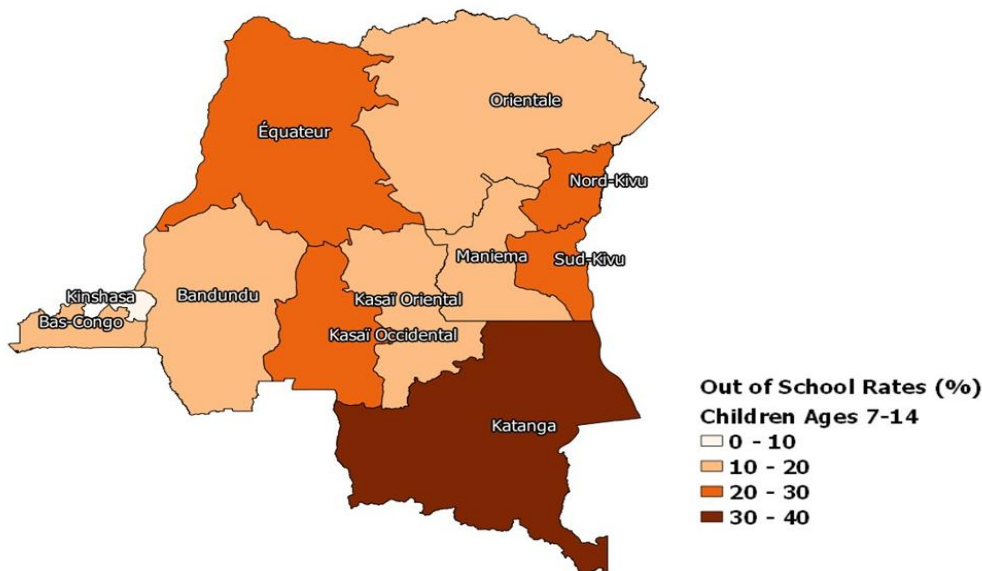 Orientale
Équateur
Nord-Kivu
Maniema
Sud-Kivu
Kinshasa
Bandundu
Kasaï Oriental
Bas-Congo
Kasaï Occidental
Katanga
Out of School Rates (%)
Children Ages 7-14
0 - 10
10 - 20
20 - 30
30 - 40